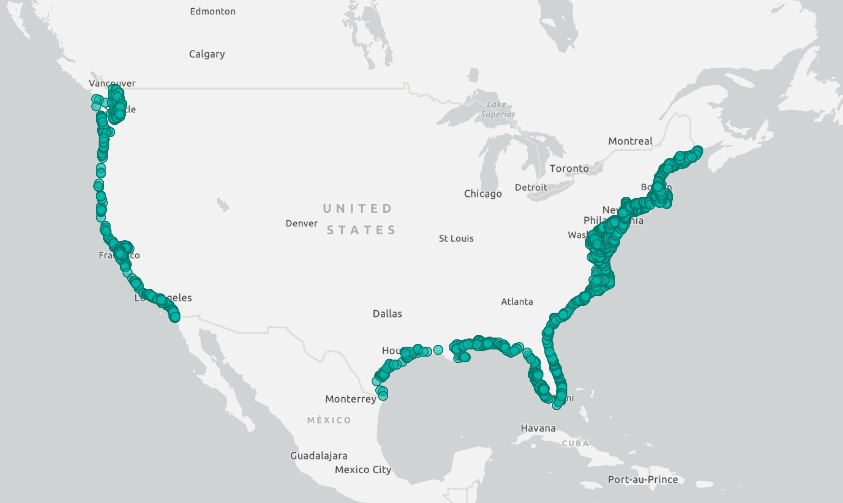 Edmonton
Calgary
Vancouver
Montreal
Lake
Superior
Toronto
Chicago
Detroit
UNITED
STATES
Denver
St Louis
Atlanta
Dallas
Monterrey
MÉXICO
Havana
CUBA
Guadalajara
Mexico City
Port-au-Prince